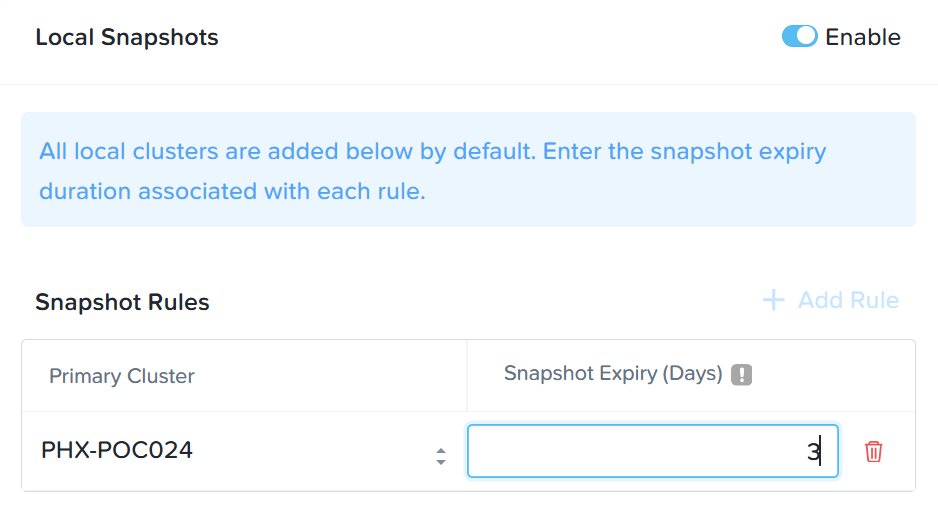 Local Snapshots
Enable
All local clusters are added below by default. Enter the snapshot expiry
duration associated with each rule.
Snapshot Rules
+ Add Rule
Primary Cluster
Snapshot Expiry (Days) !
PHX-POC024
3